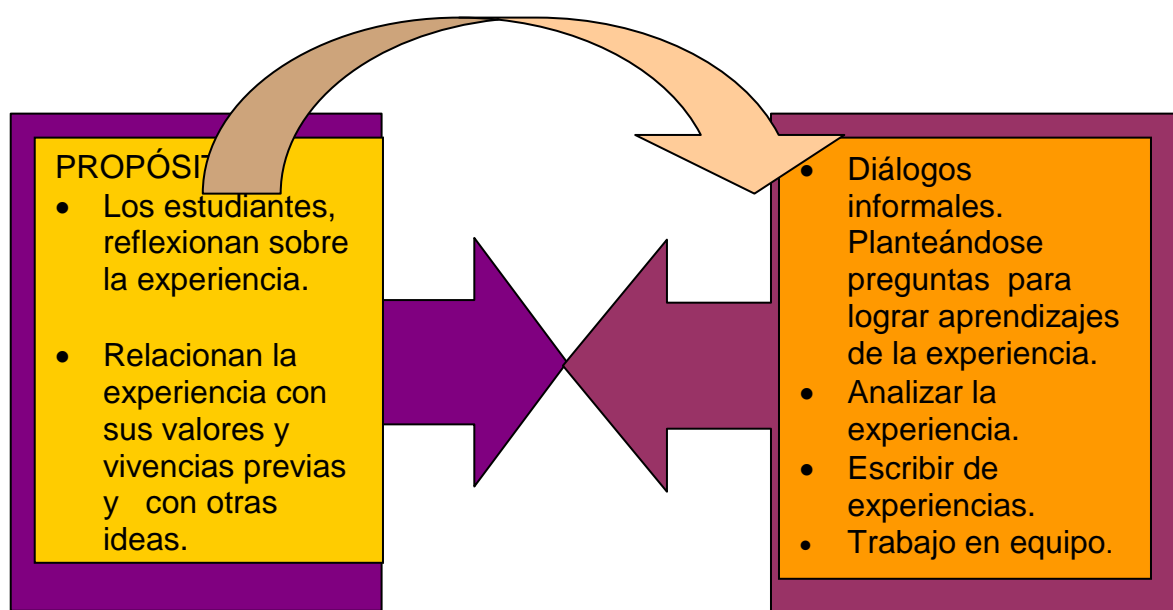 PROPÓSIT
• Los estudiantes,
reflexionan sobre
la experiencia.
• Relacionan la
experiencia con
sus valores y
vivencias previas
y con otras
ideas.
• Diálogos
informales.
Planteándose
preguntas para
lograr aprendizajes
de la experiencia.
• Analizar la
experiencia.
• Escribir de
experiencias.
• Trabajo en equipo.